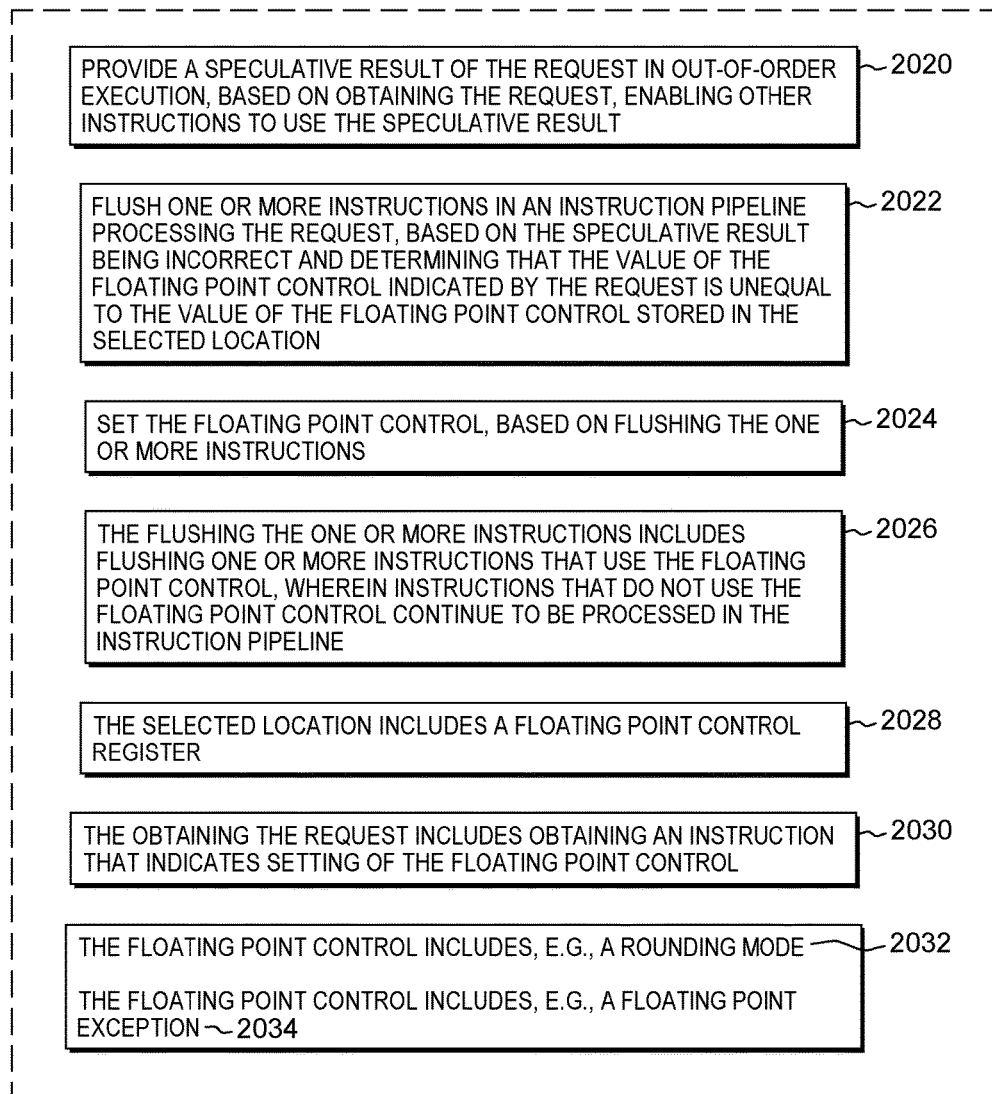 PROVIDE A SPECULATIVE RESULT OF THE REQUEST IN OUT-OF-ORDER
EXECUTION, BASED ON OBTAINING THE REQUEST, ENABLING OTHER
INSTRUCTIONS TO USE THE SPECULATIVE RESULT
2020
FLUSH ONE OR MORE INSTRUCTIONS IN AN INSTRUCTION PIPELINE
PROCESSING THE REQUEST, BASED ON THE SPECULATIVE RESULT
BEING INCORRECT AND DETERMINING THAT THE VALUE OF THE
FLOATING POINT CONTROL INDICATED BY THE REQUEST IS UNEQUAL
TO THE VALUE OF THE FLOATING POINT CONTROL STORED IN THE
SELECTED LOCATION
2022
SET THE FLOATING POINT CONTROL, BASED ON FLUSHING THE ONE
OR MORE INSTRUCTIONS
2024
THE FLUSHING THE ONE OR MORE INSTRUCTIONS INCLUDES
FLUSHING ONE OR MORE INSTRUCTIONS THAT USE THE FLOATING
POINT CONTROL, WHEREIN INSTRUCTIONS THAT DO NOT USE THE
FLOATING POINT CONTROL CONTINUE TO BE PROCESSED IN THE
INSTRUCTION PIPELINE
2026
THE SELECTED LOCATION INCLUDES A FLOATING POINT CONTROL
REGISTER
2028
THE OBTAINING THE REQUEST INCLUDES OBTAINING AN INSTRUCTION
THAT INDICATES SETTING OF THE FLOATING POINT CONTROL
2030
THE FLOATING POINT CONTROL INCLUDES, E.G., A ROUNDING MODE
2032
THE FLOATING POINT CONTROL INCLUDES, E.G., A FLOATING POINT
EXCEPTION 2034